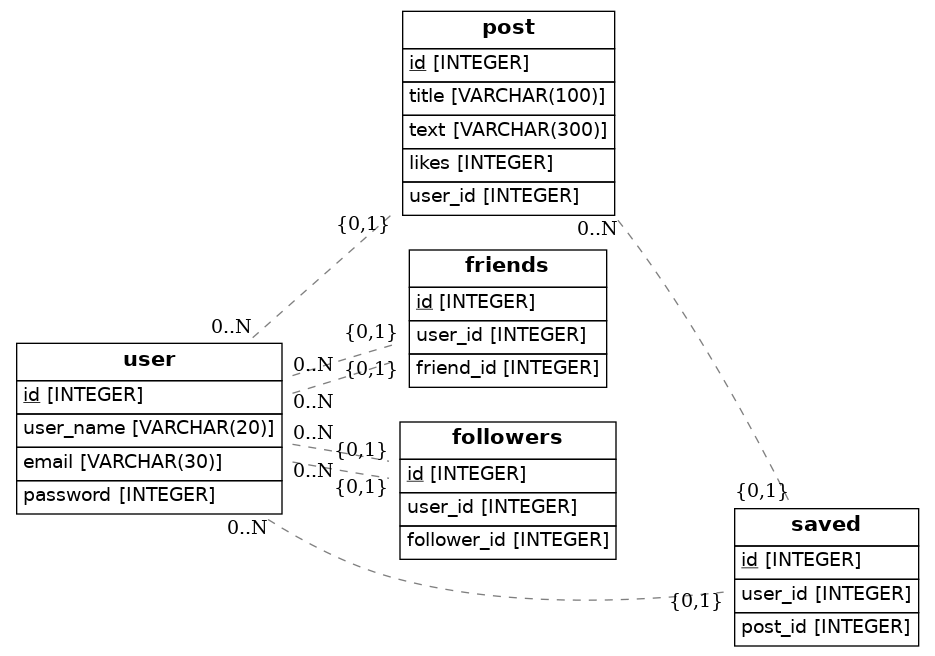 post
id [INTEGER]
title [VARCHAR(100)]
text [VARCHAR(300)]
likes [INTEGER]
user_id [INTEGER]
{0,1}
0..N
friends
id [INTEGER]
user_id [INTEGER]
friend_id [INTEGER]
0..N
{0,1}
0..N
{0,1}
0..N
user
id [INTEGER]
user_name [VARCHAR(20)]
email [VARCHAR(30)]
password [INTEGER]
0..N
{0,1}
0..N
{0,1}
followers
id [INTEGER]
user_id [INTEGER]
follower_id [INTEGER]
0..N
{0,1}
{0,1}
saved
id [INTEGER]
user_id [INTEGER]
post_id [INTEGER]